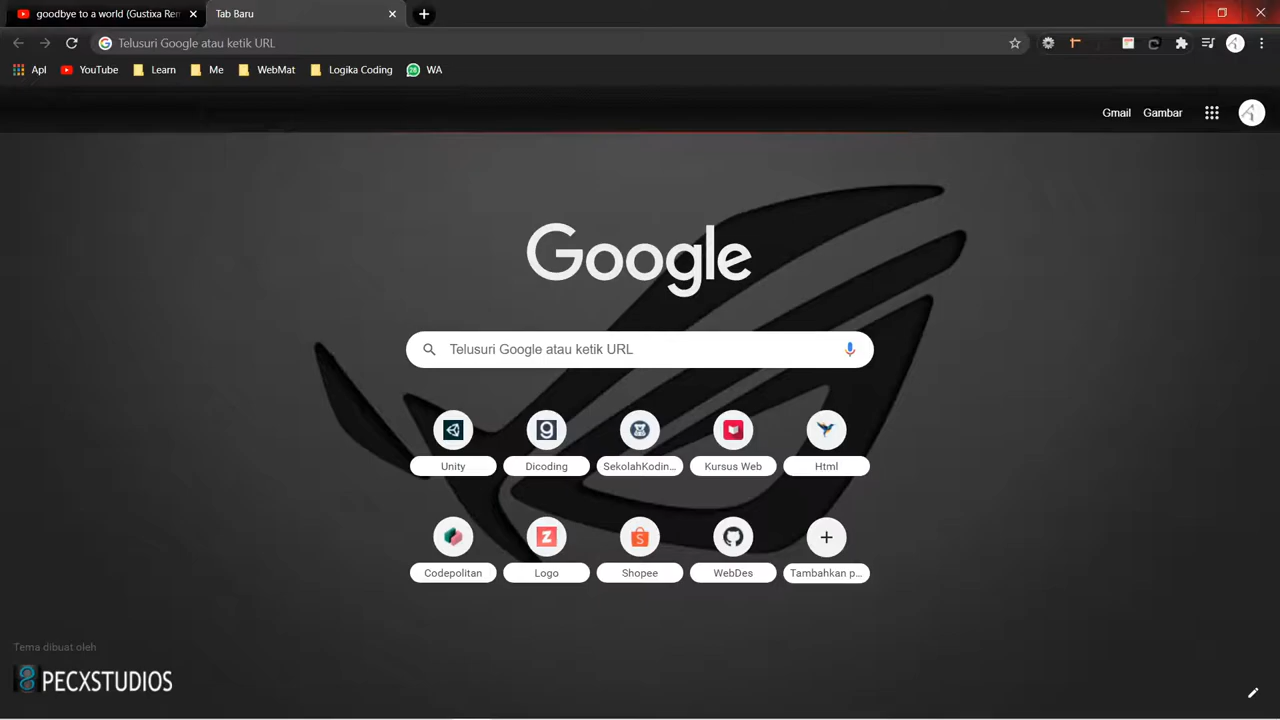 goodbye to a world (Gustixa Ren
Tab Baru
Telusuri Google atau ketik URL
Apl YouTube Learn Me WebMat Logika Coding WA
Gmail Gambar
Google
Telusuri Google atau ketik URL
Unity Dicoding SekolahKodin... Kursus Web Html
Codepolitan Logo Shopee WebDes Tambahkan p...
Tema dibuat oleh
PECXSTUDIOS